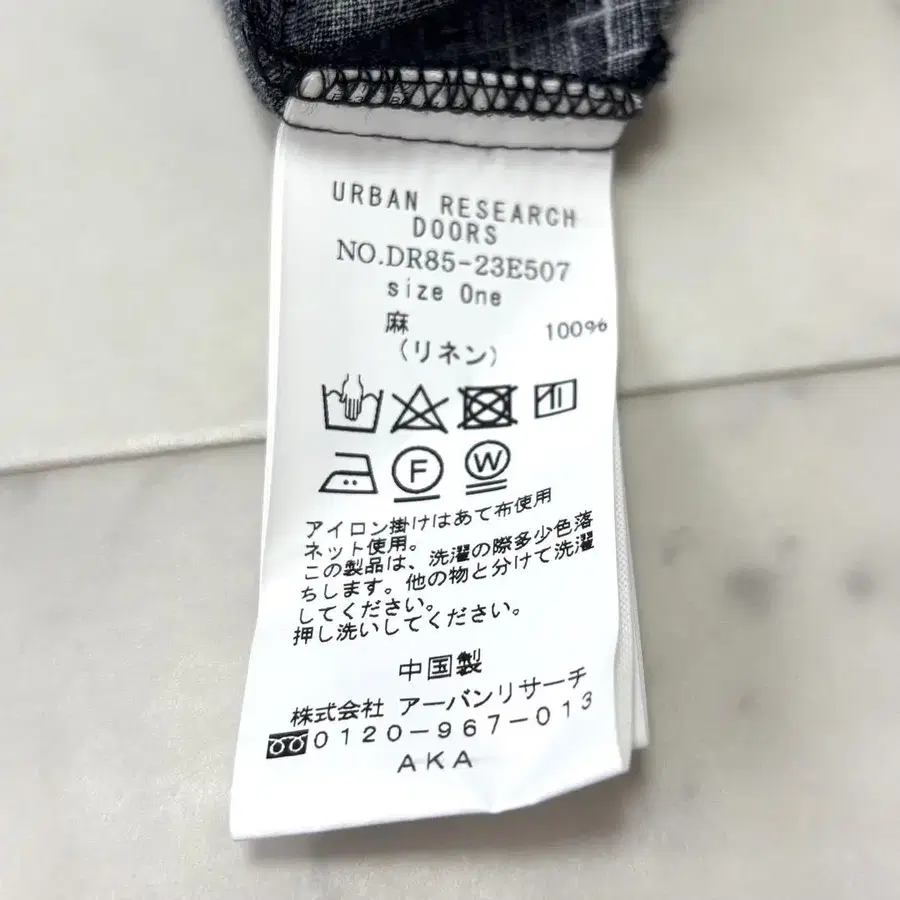 URBAN RESEARCH
DOORS
NO.DR85-23E507
size One
麻 100%
（リネン）
F W
アイロン掛けはあて布使用
ネット使用。
この製品は、洗濯の際多少色落
ちします。他の物と分けて洗濯
してください。
押し洗いしてください。
中国製
株式会社 アーバンリサーチ
0120-967-013
AKA